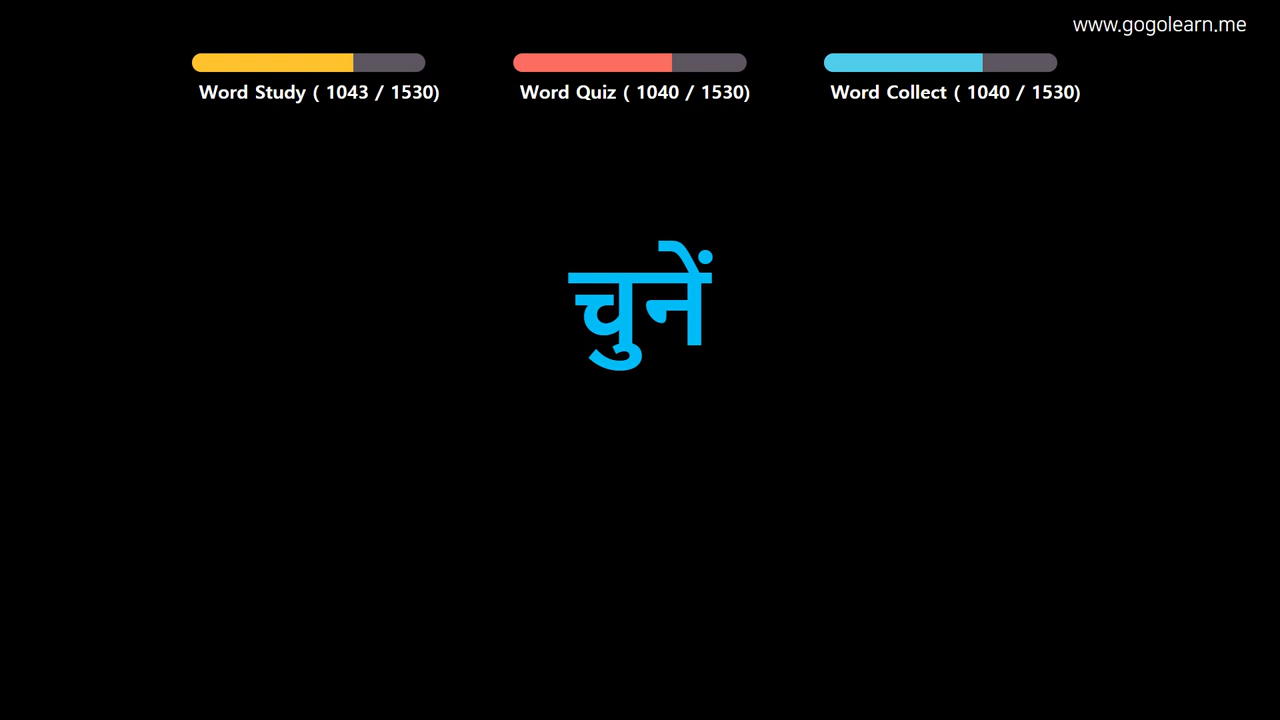 www.gogolearn.me
Word Study ( 1043 / 1530)
Word Quiz ( 1040 / 1530)
Word Collect ( 1040 / 1530)
चुनें